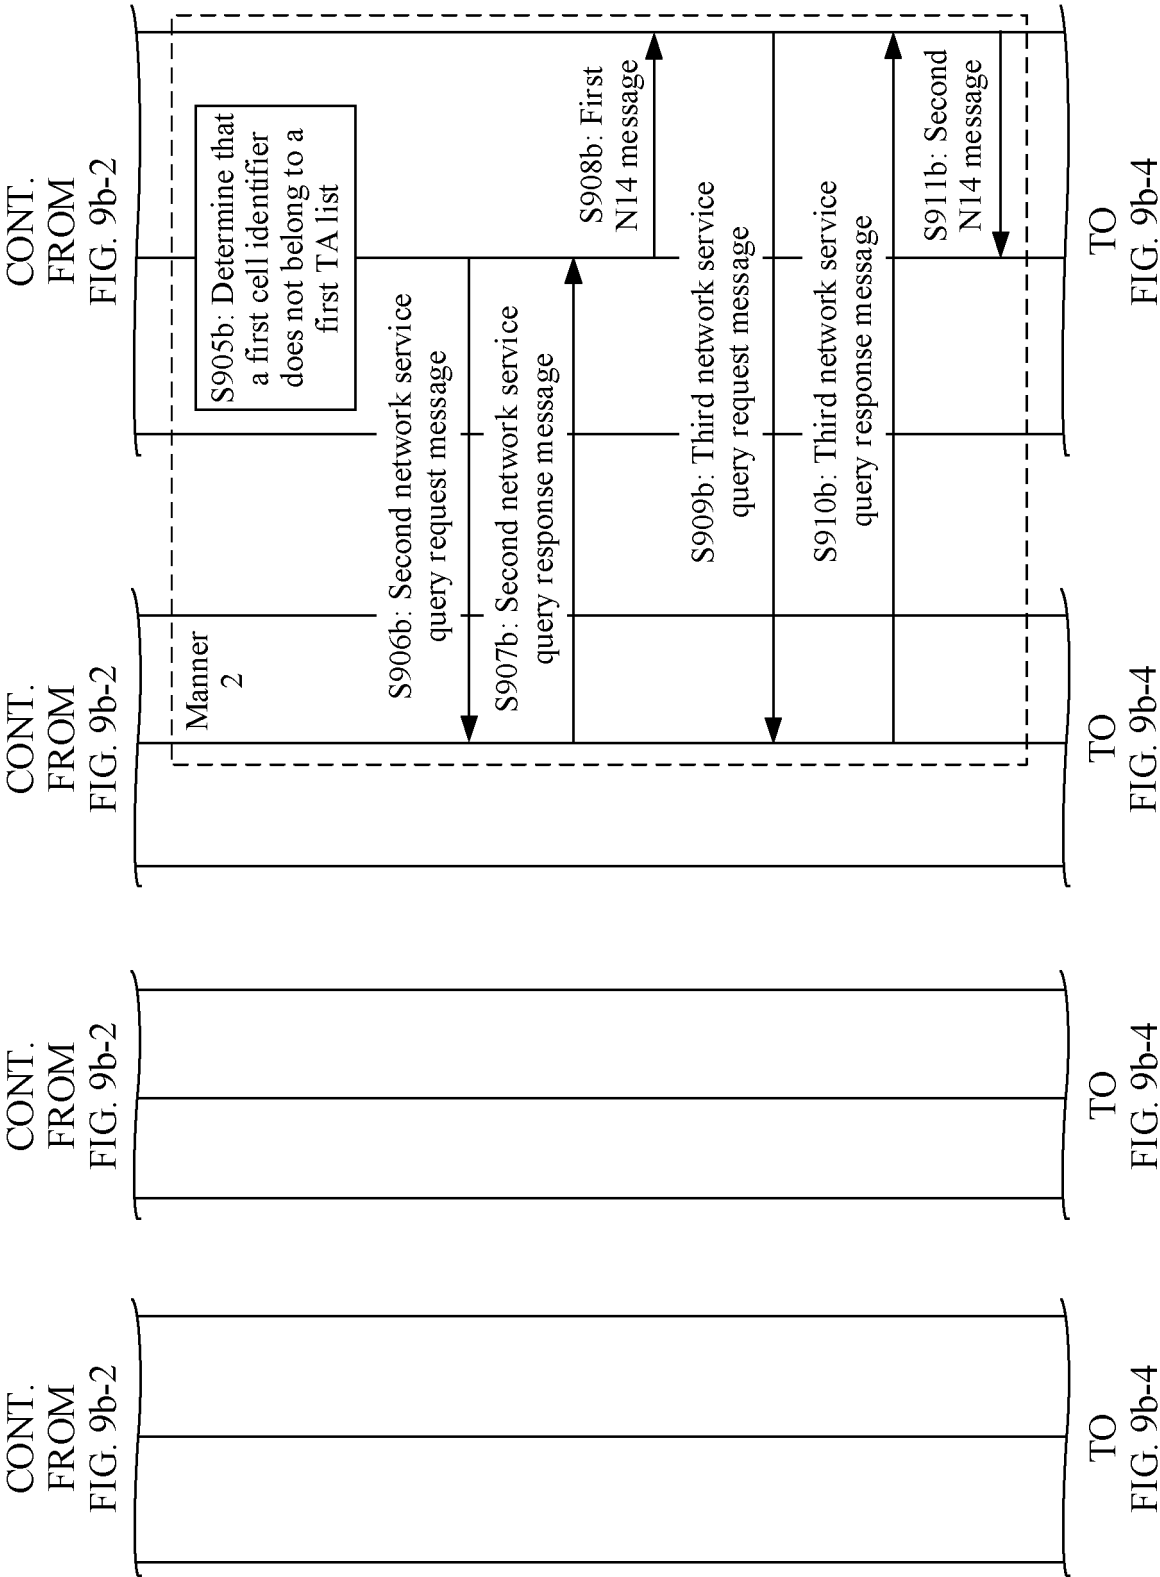 CONT.
FROM
FIG. 9b-2
CONT.
FROM
FIG. 9b-2
CONT.
FROM
FIG. 9b-2
CONT.
FROM
FIG. 9b-2
Manner
2
S905b: Determine that
a first cell identifier
does not belong to a
first TA list
S906b: Second network service
query request message
S907b: Second network service
query response message
S908b: First
N14 message
S909b: Third network service
query request message
S910b: Third network service
query response message
S911b: Second
N14 message
TO
FIG. 9b-4
TO
FIG. 9b-4
TO
FIG. 9b-4
TO
FIG. 9b-4